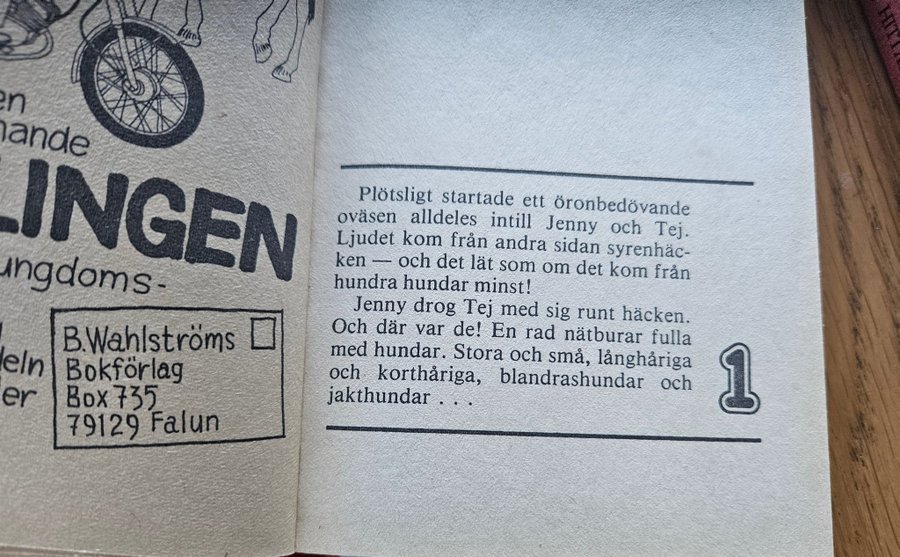 en
LINGEN
ungdoms-
B.Wahlströms
Bokförlag
Box 735
79129 Falun
er
Plötsligt startade ett öronbedövande
oväsen alldeles intill Jenny och Tej.
Ljudet kom från andra sidan syrenhäc-
ken — och det lät som om det kom från
hundra hundar minst!
Jenny drog Tej med sig runt häcken.
Och där var de! En rad nätburar fulla
med hundar. Stora och små, långhåriga
och korthåriga, blandrashundar och
jakthundar . . .
1